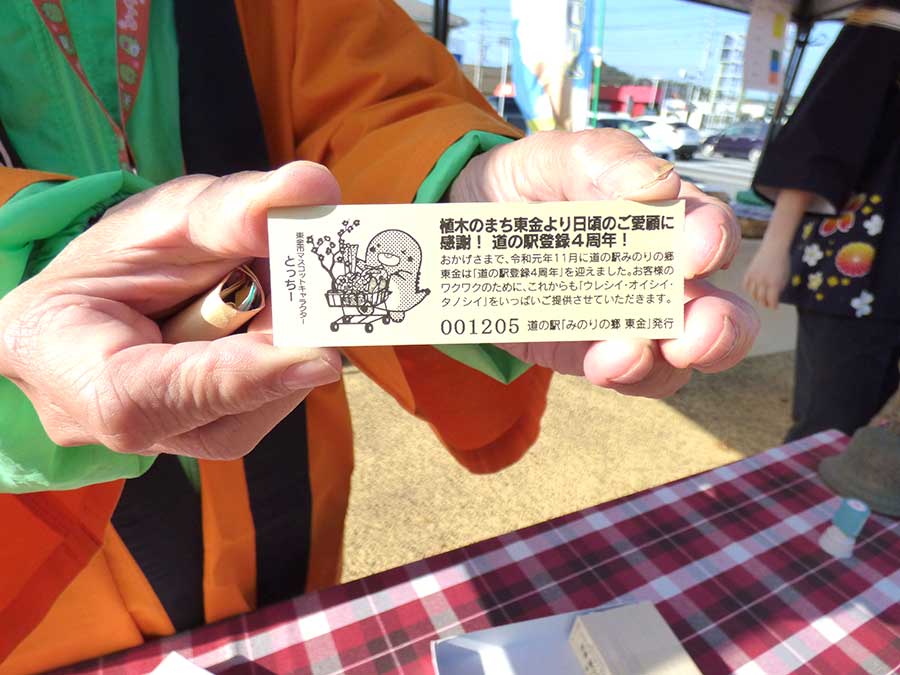 東金市マスコットキャラクター
とっちー
植木のまち東金より日頃のご愛顧に
感謝！道の駅登録４周年！
おかげさまで、令和元年11月に道の駅みのりの郷
東金は「道の駅登録4周年」を迎えました。お客様の
ワクワクのために、これからも「ウレシイ・オイシイ・
タノシイ」をいっぱいご提供させていただきます。
001205 道の駅「みのりの郷 東金」発行